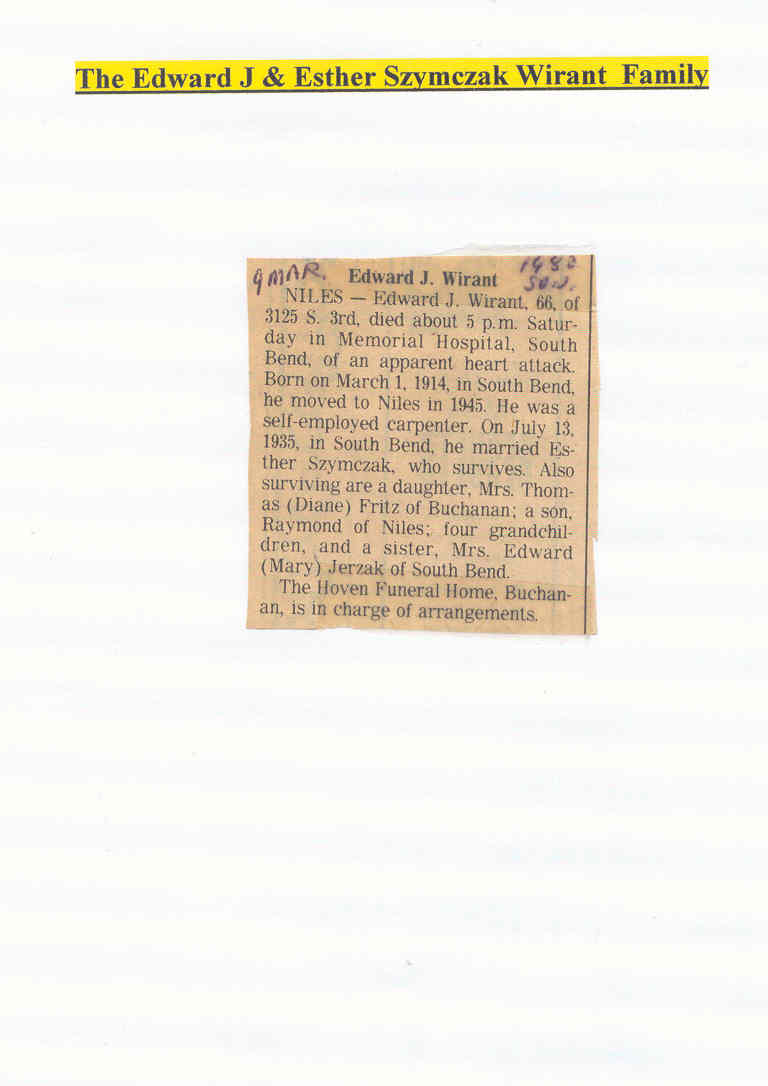 The Edward J & Esther Szymczak Wirant Family
9 MAR. 1980
Edward J. Wirant SUN.
NILES — Edward J. Wirant, 66, of
3125 S. 3rd, died about 5 p.m. Satur-
day in Memorial Hospital, South
Bend, of an apparent heart attack.
Born on March 1, 1914, in South Bend,
he moved to Niles in 1945. He was a
self-employed carpenter. On July 13,
1935, in South Bend, he married Es-
ther Szymczak, who survives. Also
surviving are a daughter, Mrs. Thom-
as (Diane) Fritz of Buchanan; a son,
Raymond of Niles; four grandchil-
dren, and a sister, Mrs. Edward
(Mary) Jerzak of South Bend.
The Hoven Funeral Home, Buchan-
an, is in charge of arrangements.